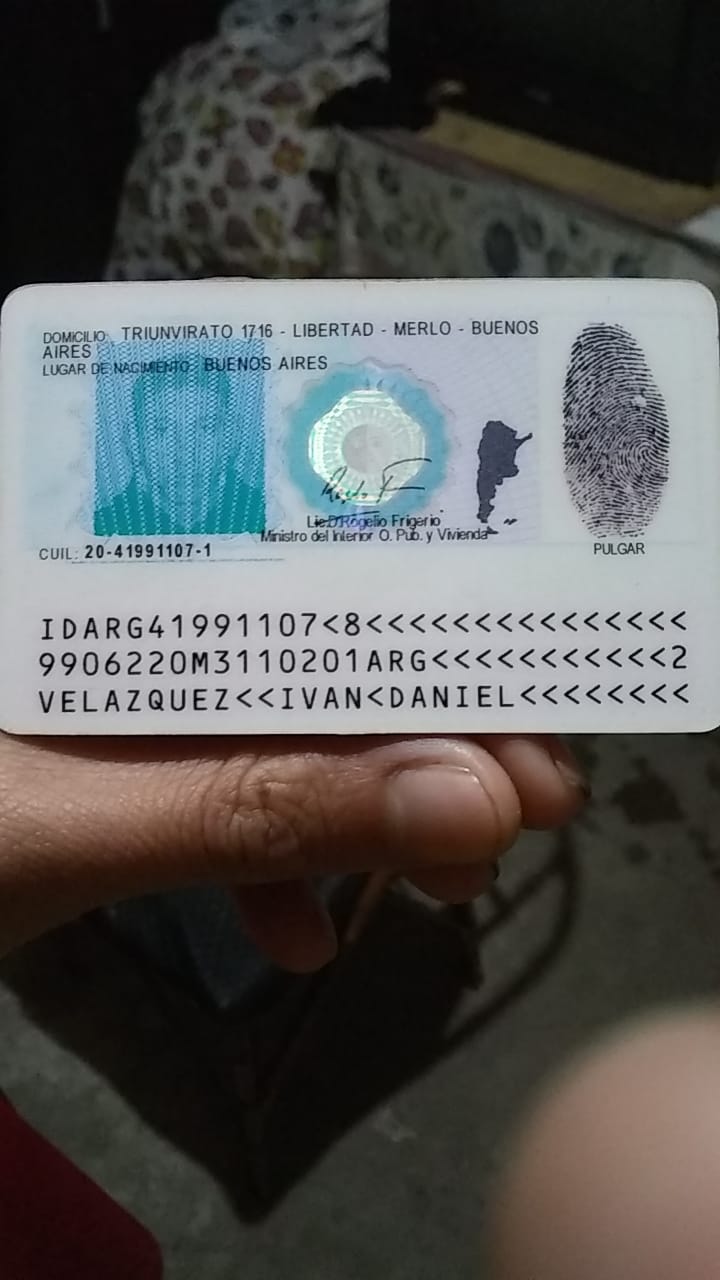 DOMICILIO: TRIUNVIRATO 1716 - LIBERTAD - MERLO - BUENOS
AIRES
LUGAR DE NACIMIENTO: BUENOS AIRES
Lic. Rogelio Frigerio
Ministro del Interior O. Pub. y Vivienda
CUIL: 20-41991107-1
PULGAR
IDARG41991107<8<<<<<<<<<<<<<<<
9906220M3110201ARG<<<<<<<<<<<2
VELAZQUEZ<<IVAN<DANIEL<<<<<<<<